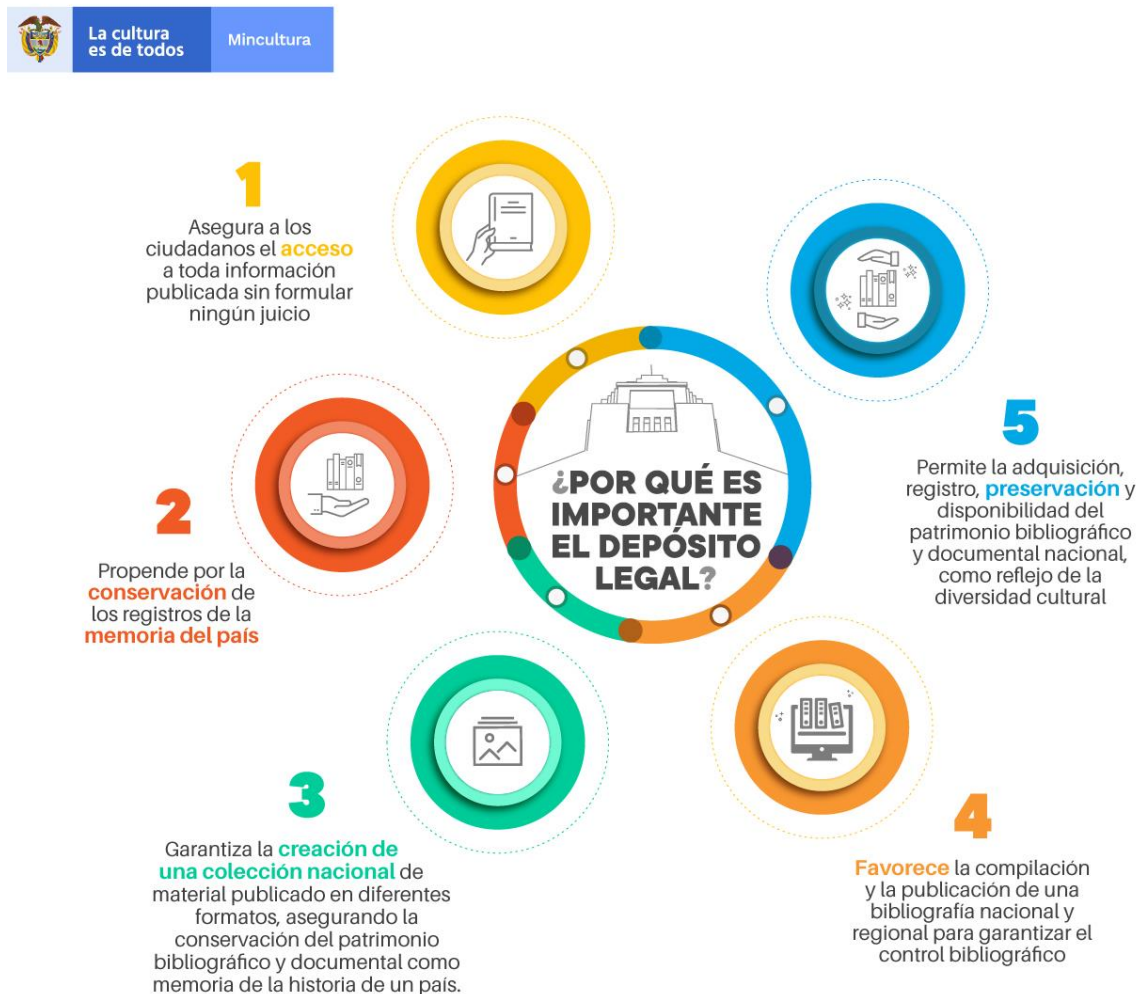 La cultura
es de todos
Mincultura
1
Asegura a los
ciudadanos el acceso
a toda información
publicada sin formular
ningún juicio
2
Propende por la
conservación de
los registros de la
memoria del país
3
Garantiza la creación de
una colección nacional de
material publicado en diferentes
formatos, asegurando la
conservación del patrimonio
bibliográfico y documental como
memoria de la historia de un país.
¿POR QUÉ ES
IMPORTANTE
EL DEPÓSITO
LEGAL?
4
Favorece la compilación
y la publicación de una
bibliografía nacional y
regional para garantizar el
control bibliográfico
5
Permite la adquisición,
registro, preservación y
disponibilidad del
patrimonio bibliográfico
y documental nacional,
como reflejo de la
diversidad cultural